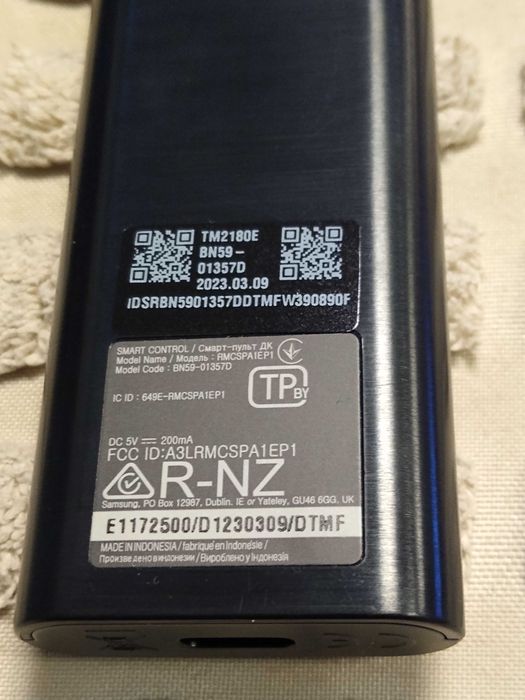 TM2180E
BN59-
01357D
2023.03.09
IDSRBN5901357DDTMFW390890F
SMART CONTROL / Смарт-пульт ДК
Model Name / Модель : RMCSPA1EP1
Model Code : BN59-01357D
TP BY
IC ID : 649E-RMCSPA1EP1
DC 5V 200mA
FCC ID:A3LRMCSPA1EP1
R-NZ
Samsung, PO Box 12987, Dublin. IE or Yateley, GU46 6GG. UK
E1172500/D1230309/DTMF
MADE IN INDONESIA / fabriqué en Indonésie /
Произведено в индонезии / Вироблено у Індонезія